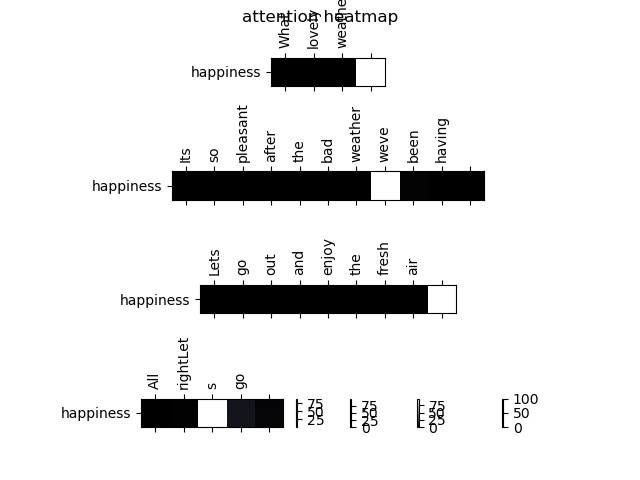 attention heatmap
What lovely weather
happiness
Its so pleasant after the bad weather weve been having
happiness
Lets go out and enjoy the fresh air
happiness
All rightLet s go
happiness
75 75 75 100
50 50 50 50
25 25 25 0
0 0